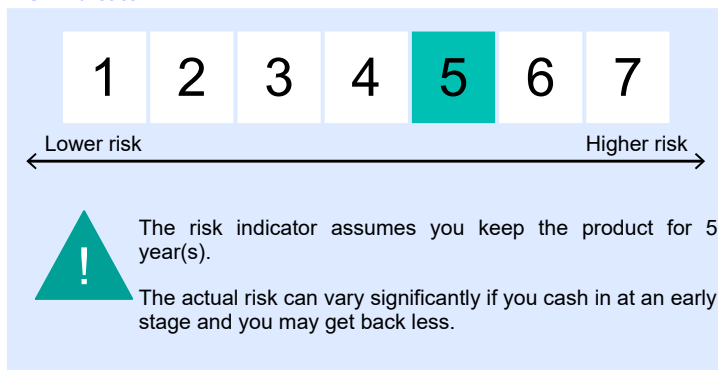 1 2 3 4 5 6 7
Lower risk Higher risk
!
The risk indicator assumes you keep the product for 5
year(s).
The actual risk can vary significantly if you cash in at an early
stage and you may get back less.